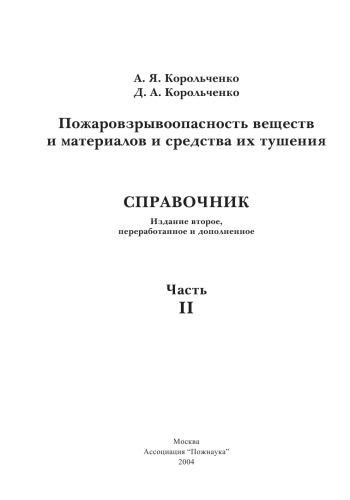 А. Я. Корольченко
Д. А. Корольченко
Пожаровзрывоопасность веществ
и материалов и средства их тушения
СПРАВОЧНИК
Издание второе,
переработанное и дополненное
Часть
II
Москва
Ассоциация "Пожнаука"
2004